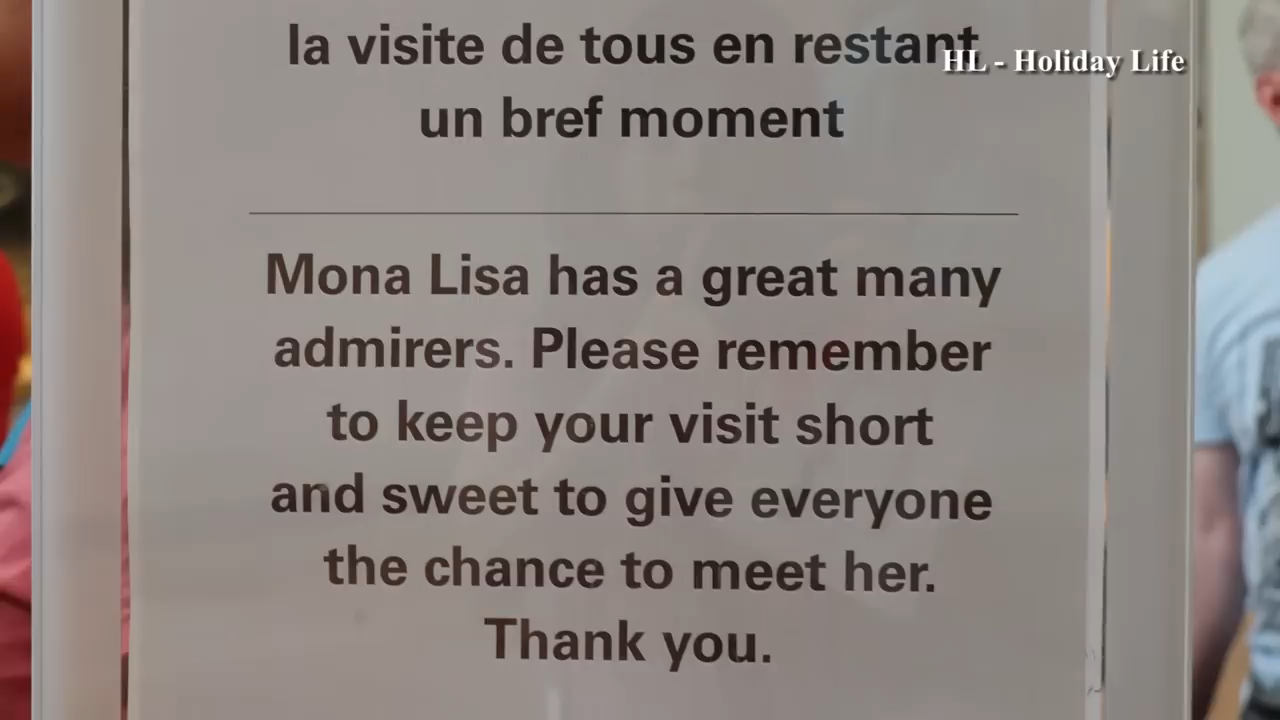 la visite de tous en restant
HL - Holiday Life
un bref moment
Mona Lisa has a great many
admirers. Please remember
to keep your visit short
and sweet to give everyone
the chance to meet her.
Thank you.